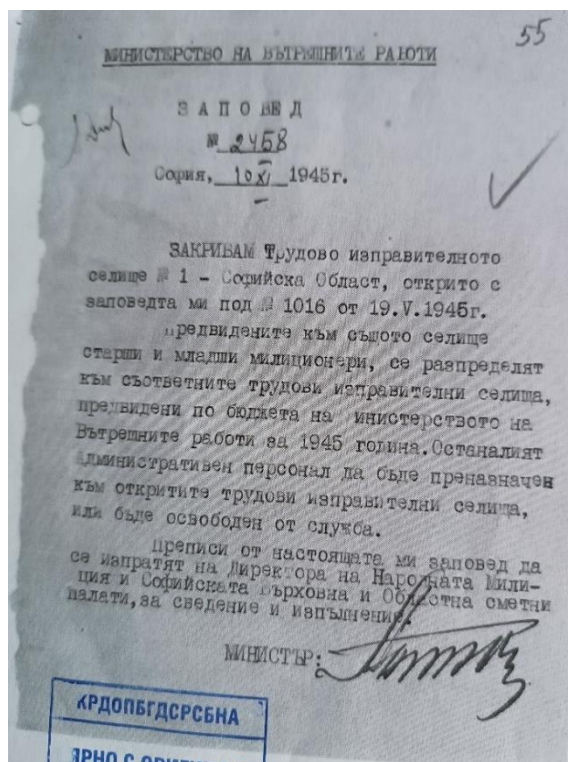 55
МИНИСТЕРСТВО НА ВЪТРЕШНИТЕ РАБОТИ
ЗАПОВЕД
№ 2458
София, 10 XI 1945г.
ЗАКРИВАМ Трудово изправителното
селище № 1 - Софийска Област, открито с
заповедта ми под № 1016 от 19.V.1945г.
Предвидените към същото селище
старши и младши милиционери, се разпределят
към съответните трудови изправителни селища,
предвидени по бюджета на инистерството на
Вътрешните работи за 1945 година.Останалият
административен персонал да бъде преназначен
към откритите трудови изправителни селища,
или бъде освободен от служба.
Преписи от настоящата ми заповед да
се изпратят на Директора на Народната Мили-
ция и Софийската Върховна и Областна сметни
палати,за сведение и изпълнение.
МИНИСТЪР:
КРДОПБГДСРСБНА